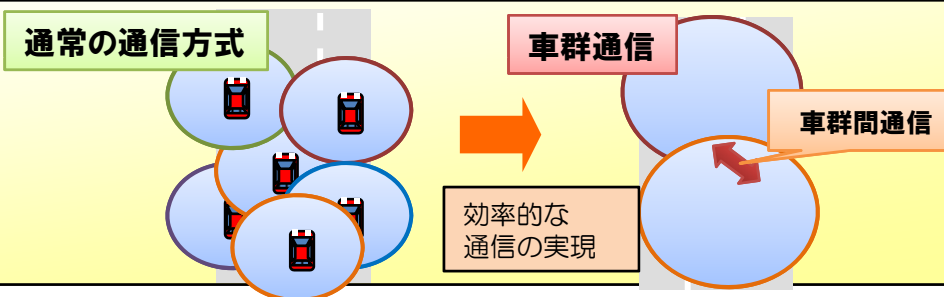 通常の通信方式
車群通信
車群間通信
効率的な
通信の実現